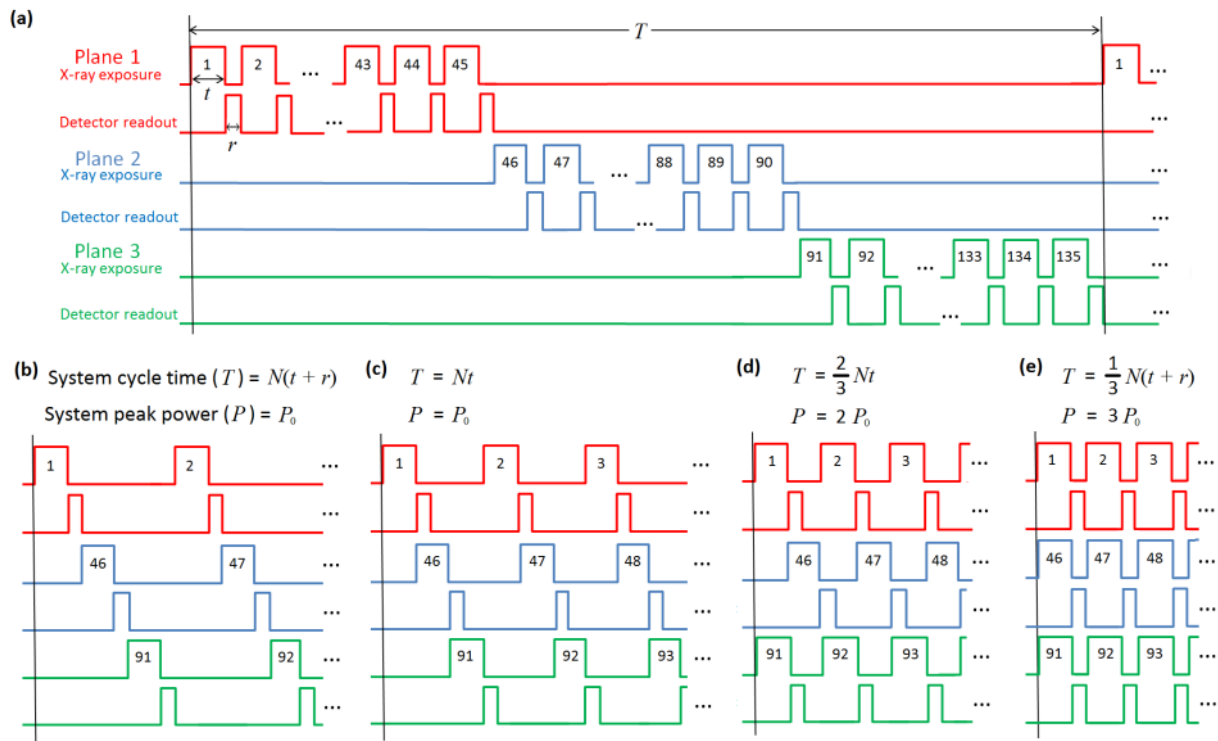 (a)
T
Plane 1
X-ray exposure
1 2 ... 43 44 45 1 ...
t
Detector readout
... ...
r
Plane 2
X-ray exposure
46 47 ... 88 89 90 ...
Detector readout
... ...
Plane 3
X-ray exposure
91 92 ... 133 134 135 ...
Detector readout
... ...
(b) System cycle time (T) = N(t + r)
System peak power (P) = P₀
1 2 ...
...
46 47 ...
...
91 92 ...
...
(c) T = Nt
P = P₀
1 2 3 ...
...
46 47 48 ...
...
91 92 93 ...
...
(d) T = 2/3 Nt
P = 2 P₀
1 2 3 ...
...
46 47 48 ...
...
91 92 93 ...
...
(e) T = 1/3 N(t + r)
P = 3 P₀
1 2 3 ...
...
46 47 48 ...
...
91 92 93 ...
...